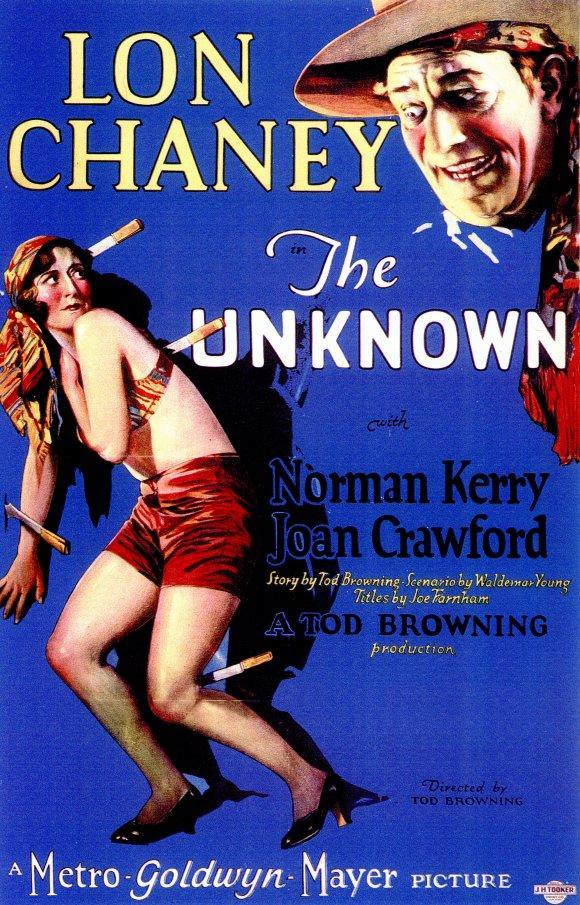 LON
CHANEY
in The
UNKNOWN
with
Norman Kerry
Joan Crawford
Story by Tod Browning - Scenario by Waldemar Young
Titles by Joe Farnham
A TOD BROWNING
production
Directed by
TOD BROWNING
A Metro-Goldwyn-Mayer PICTURE
J.H. TOOKER